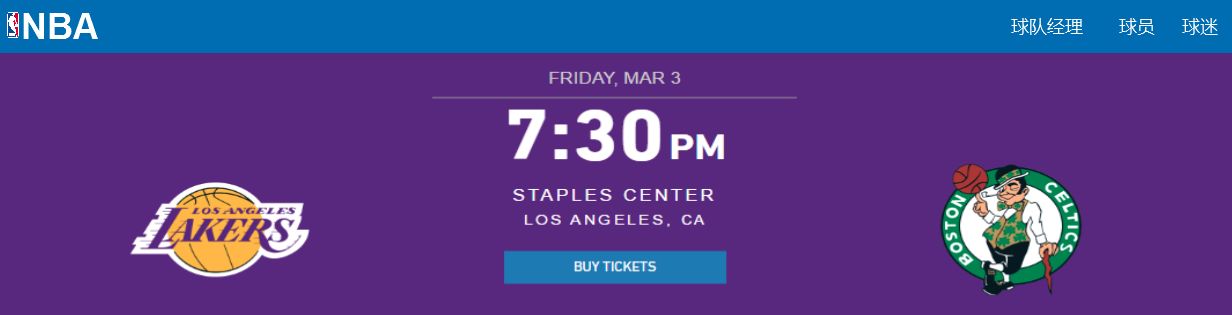 NBA
球队经理 球员 球迷
FRIDAY, MAR 3
7:30 PM
STAPLES CENTER
LOS ANGELES, CA
BUY TICKETS
LOS ANGELES
LAKERS
BOSTON CELTICS